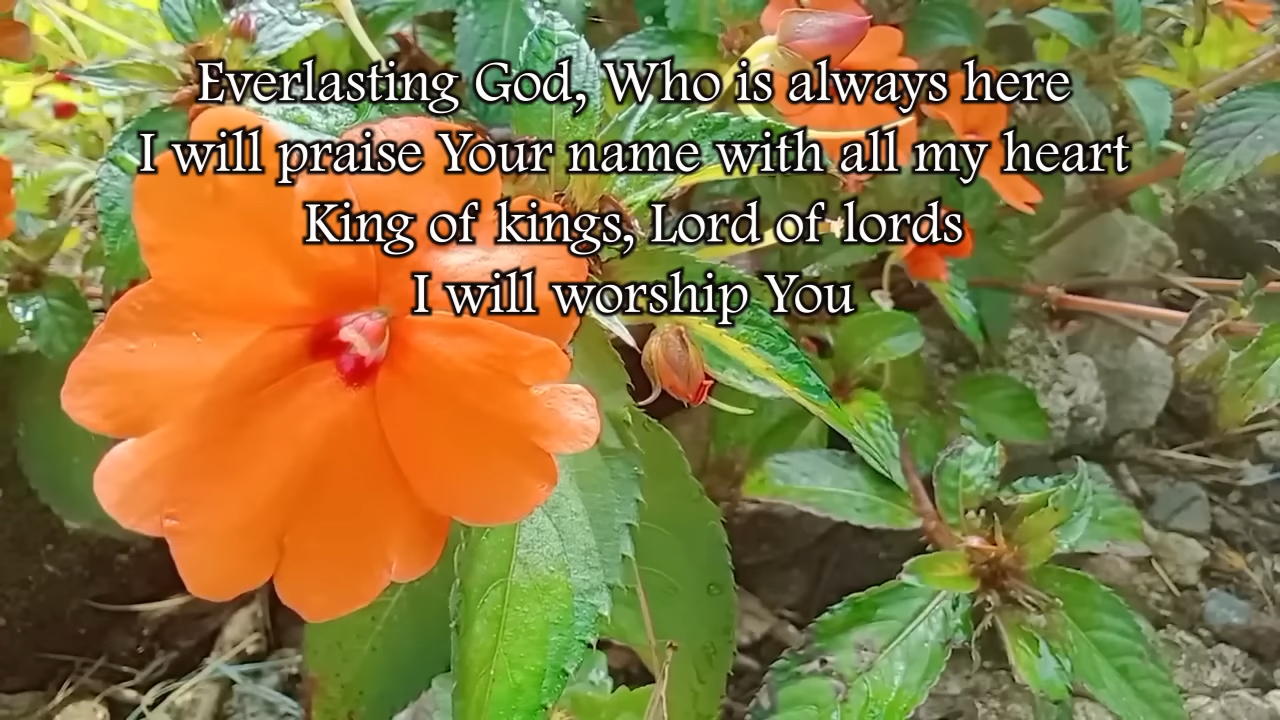 Everlasting God, Who is always here
I will praise Your name with all my heart
King of kings, Lord of lords
I will worship You